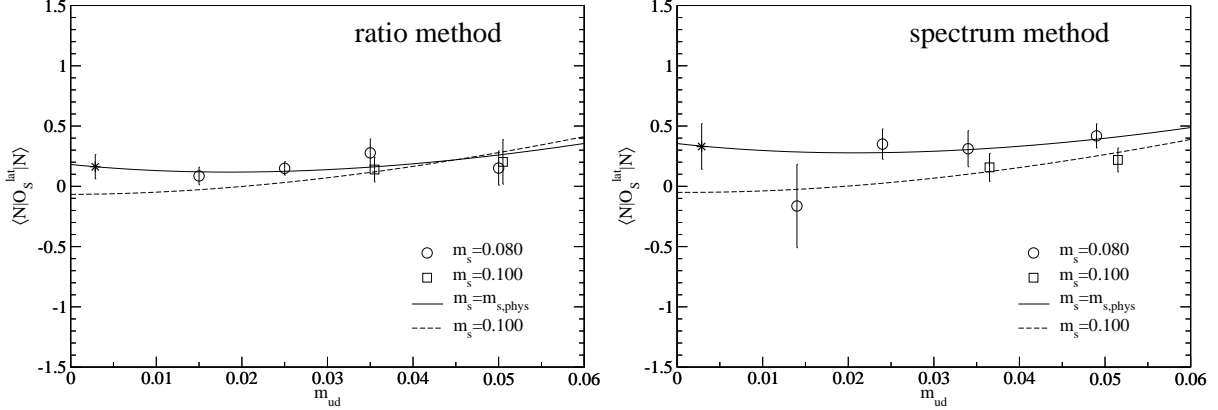 ratio method
1.5
1
0.5
0
-0.5
-1
-1.5
⟨N|O_S^lat|N⟩
m_s=0.080
m_s=0.100
m_s=m_s,phys
m_s=0.100
0 0.01 0.02 0.03 0.04 0.05 0.06
m_ud
spectrum method
1.5
1
0.5
0
-0.5
-1
-1.5
⟨N|O_S^lat|N⟩
m_s=0.080
m_s=0.100
m_s=m_s,phys
m_s=0.100
0 0.01 0.02 0.03 0.04 0.05 0.06
m_ud